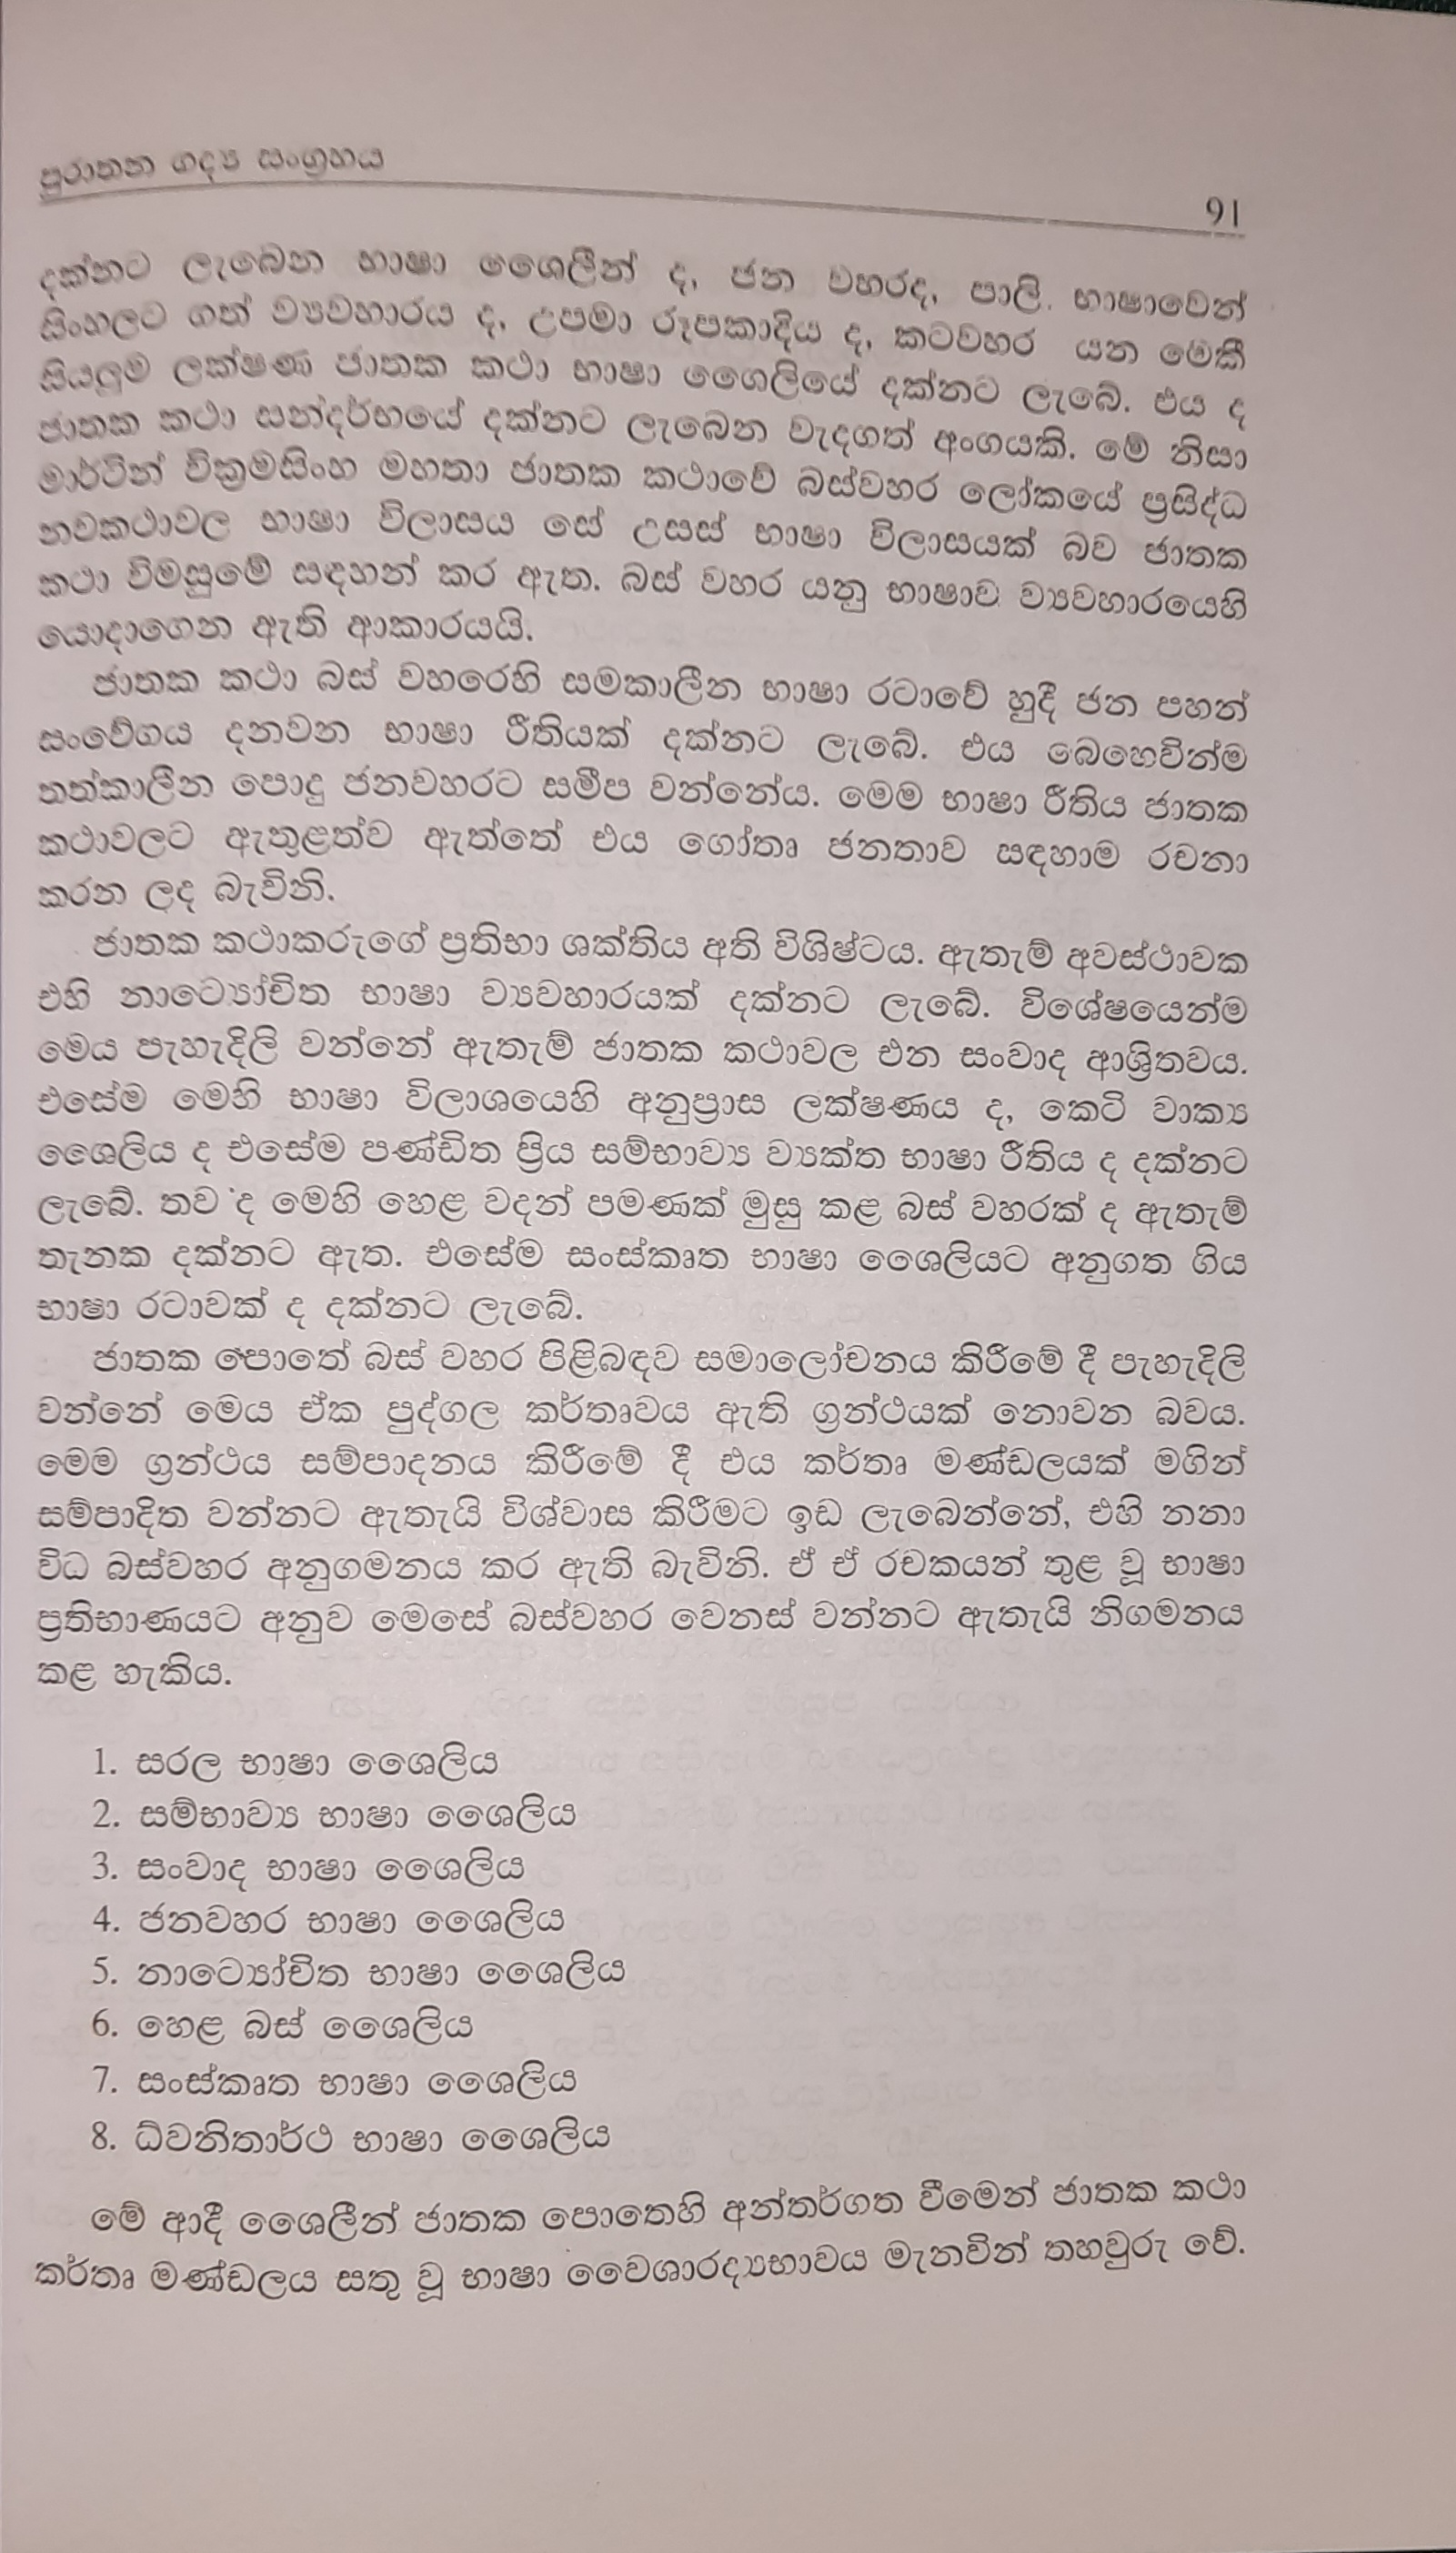 පුරාතන ගද්‍ය සංග්‍රහය
91
දක්නට ලැබෙන භාෂා ශෛලීන් ද, ජන වහරද, පාලි භාෂාවෙන්
සිංහලට ගත් ව්‍යවහාරය ද, උපමා රූපකාදිය ද, කටවහර යන මෙකී
සියලුම ලක්ෂණ ජාතක කථා භාෂා ශෛලියේ දක්නට ලැබේ. එය ද
ජාතක කථා සන්දර්භයේ දක්නට ලැබෙන වැදගත් අංගයකි. මේ නිසා
මාර්ටින් වික්‍රමසිංහ මහතා ජාතක කථාවේ බස්වහර ලෝකයේ ප්‍රසිද්ධ
නවකථාවල භාෂා විලාසය සේ උසස් භාෂා විලාසයක් බව ජාතක
කථා විමසුමේ සඳහන් කර ඇත. බස් වහර යනු භාෂාව ව්‍යවහාරයෙහි
යොදාගෙන ඇති ආකාරයයි.
ජාතක කථා බස් වහරෙහි සමකාලීන භාෂා රටාවේ හුදී ජන පහන්
සංවේගය දනවන භාෂා රීතියක් දක්නට ලැබේ. එය බෙහෙවින්ම
තත්කාලීන පොදු ජනවහරට සමීප වන්නේය. මෙම භාෂා රීතිය ජාතක
කථාවලට ඇතුළත්ව ඇත්තේ එය ගෝතෘ ජනතාව සඳහාම රචනා
කරන ලද බැවිනි.
ජාතක කථාකරුගේ ප්‍රතිභා ශක්තිය අති විශිෂ්ටය. ඇතැම් අවස්ථාවක
එහි නාට්‍යෝචිත භාෂා ව්‍යවහාරයක් දක්නට ලැබේ. විශේෂයෙන්ම
මෙය පැහැදිලි වන්නේ ඇතැම් ජාතක කථාවල එන සංවාද ආශ්‍රිතවය.
එසේම මෙහි භාෂා විලාශයෙහි අනුප්‍රාස ලක්ෂණය ද, කෙටි වාක්‍ය
ශෛලිය ද එසේම පණ්ඩිත ප්‍රිය සම්භාව්‍ය ව්‍යක්ත භාෂා රීතිය ද දක්නට
ලැබේ. තව ද මෙහි හෙළ වදන් පමණක් මුසු කළ බස් වහරක් ද ඇතැම්
තැනක දක්නට ඇත. එසේම සංස්කෘත භාෂා ශෛලියට අනුගත ගිය
භාෂා රටාවක් ද දක්නට ලැබේ.
ජාතක පොතේ බස් වහර පිළිබඳව සමාලෝචනය කිරීමේ දී පැහැදිලි
වන්නේ මෙය ඒක පුද්ගල කර්තෘවය ඇති ග්‍රන්ථයක් නොවන බවය.
මෙම ග්‍රන්ථය සම්පාදනය කිරීමේ දී එය කර්තෘ මණ්ඩලයක් මගින්
සම්පාදිත වන්නට ඇතැයි විශ්වාස කිරීමට ඉඩ ලැබෙන්නේ, එහි නනා
විධ බස්වහර අනුගමනය කර ඇති බැවිනි. ඒ ඒ රචකයන් තුළ වූ භාෂා
ප්‍රතිභාණයට අනුව මෙසේ බස්වහර වෙනස් වන්නට ඇතැයි නිගමනය
කළ හැකිය.
1. සරල භාෂා ශෛලිය
2. සම්භාව්‍ය භාෂා ශෛලිය
3. සංවාද භාෂා ශෛලිය
4. ජනවහර භාෂා ශෛලිය
5. නාට්‍යෝචිත භාෂා ශෛලිය
6. හෙළ බස් ශෛලිය
7. සංස්කෘත භාෂා ශෛලිය
8. ධ්වනිතාර්ථ භාෂා ශෛලිය
මේ ආදී ශෛලීන් ජාතක පොතෙහි අන්තර්ගත වීමෙන් ජාතක කථා
කර්තෘ මණ්ඩලය සතු වූ භාෂා වෛශාරද්‍යභාවය මැනවින් තහවුරු වේ.